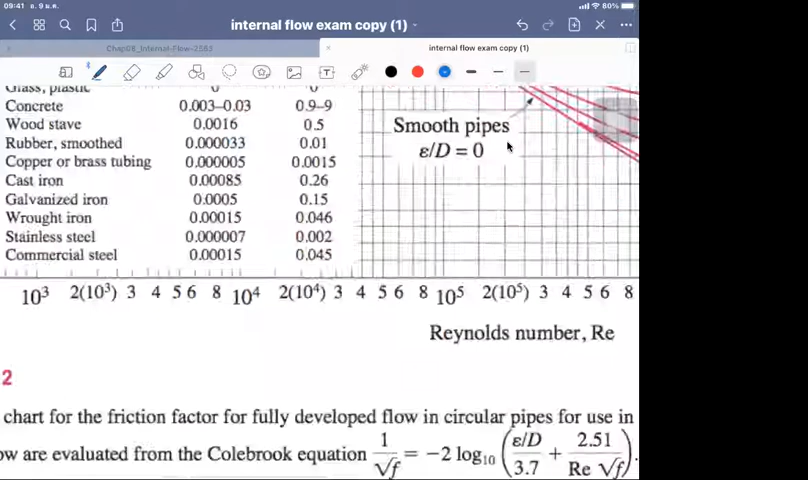 09:41 อ. 9 ม.ค.
80%
internal flow exam copy (1)
Chap08_Internal-Flow-2563
internal flow exam copy (1)
Glass, plastic 0 0
Concrete 0.003–0.03 0.9–9
Wood stave 0.0016 0.5
Rubber, smoothed 0.000033 0.01
Copper or brass tubing 0.000005 0.0015
Cast iron 0.00085 0.26
Galvanized iron 0.0005 0.15
Wrought iron 0.00015 0.046
Stainless steel 0.000007 0.002
Commercial steel 0.00015 0.045
Smooth pipes
ε/D = 0
10³ 2(10³) 3 4 5 6 8 10⁴ 2(10⁴) 3 4 5 6 8 10⁵ 2(10⁵) 3 4 5 6 8
Reynolds number, Re
2
chart for the friction factor for fully developed flow in circular pipes for use in
ow are evaluated from the Colebrook equation 1/√f = −2 log₁₀ (ε/D/3.7 + 2.51/Re √f).